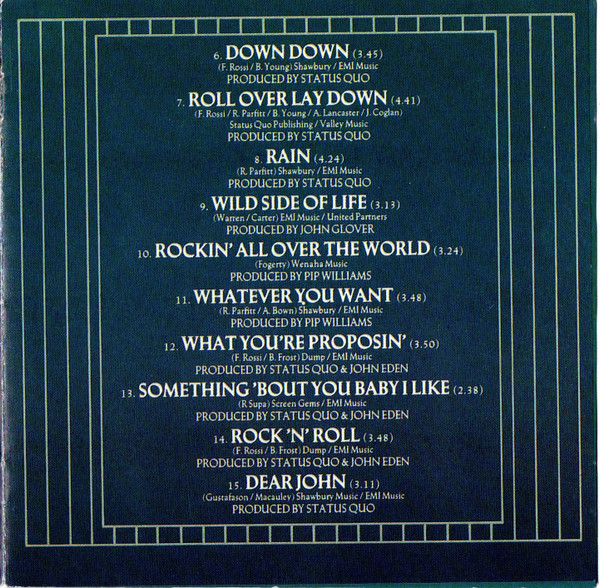 6. DOWN DOWN (3.45)
(F. Rossi / B. Young) Shawbury / EMI Music
PRODUCED BY STATUS QUO
7. ROLL OVER LAY DOWN (4.41)
(F. Rossi / R. Parfitt / B. Young / A. Lancaster / J. Coglan)
Status Quo Publishing / Valley Music
PRODUCED BY STATUS QUO
8. RAIN (4.24)
(R. Parfitt) Shawbury / EMI Music
PRODUCED BY STATUS QUO
9. WILD SIDE OF LIFE (3.13)
(Warren / Carter) EMI Music / United Partners
PRODUCED BY JOHN GLOVER
10. ROCKIN' ALL OVER THE WORLD (3.24)
(Fogerty) Wenaha Music
PRODUCED BY PIP WILLIAMS
11. WHATEVER YOU WANT (3.48)
(R. Parfitt / A. Bown) Shawbury / EMI Music
PRODUCED BY PIP WILLIAMS
12. WHAT YOU'RE PROPOSIN' (3.50)
(F. Rossi / B. Frost) Dump / EMI Music
PRODUCED BY STATUS QUO & JOHN EDEN
13. SOMETHING 'BOUT YOU BABY I LIKE (2.38)
(R Supa) Screen Gems / EMI Music
PRODUCED BY STATUS QUO & JOHN EDEN
14. ROCK 'N' ROLL (3.48)
(F. Rossi / B. Frost) Dump / EMI Music
PRODUCED BY STATUS QUO & JOHN EDEN
15. DEAR JOHN (3.11)
(Gustafason / Macauley) Shawbury Music / EMI Music
PRODUCED BY STATUS QUO